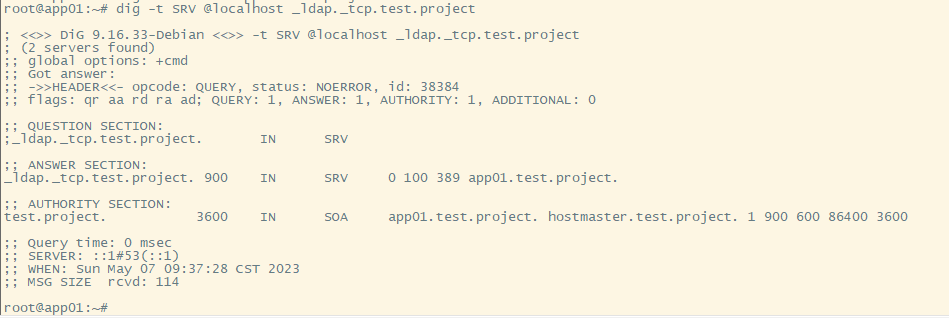 root@app01:~# dig -t SRV @localhost _ldap._tcp.test.project
; <<>> DiG 9.16.33-Debian <<>> -t SRV @localhost _ldap._tcp.test.project
; (2 servers found)
;; global options: +cmd
;; Got answer:
;; ->>HEADER<<- opcode: QUERY, status: NOERROR, id: 38384
;; flags: qr aa rd ra ad; QUERY: 1, ANSWER: 1, AUTHORITY: 1, ADDITIONAL: 0
;; QUESTION SECTION:
;_ldap._tcp.test.project. IN SRV
;; ANSWER SECTION:
_ldap._tcp.test.project. 900 IN SRV 0 100 389 app01.test.project.
;; AUTHORITY SECTION:
test.project. 3600 IN SOA app01.test.project. hostmaster.test.project. 1 900 600 86400 3600
;; Query time: 0 msec
;; SERVER: ::1#53(::1)
;; WHEN: Sun May 07 09:37:28 CST 2023
;; MSG SIZE rcvd: 114
root@app01:~#